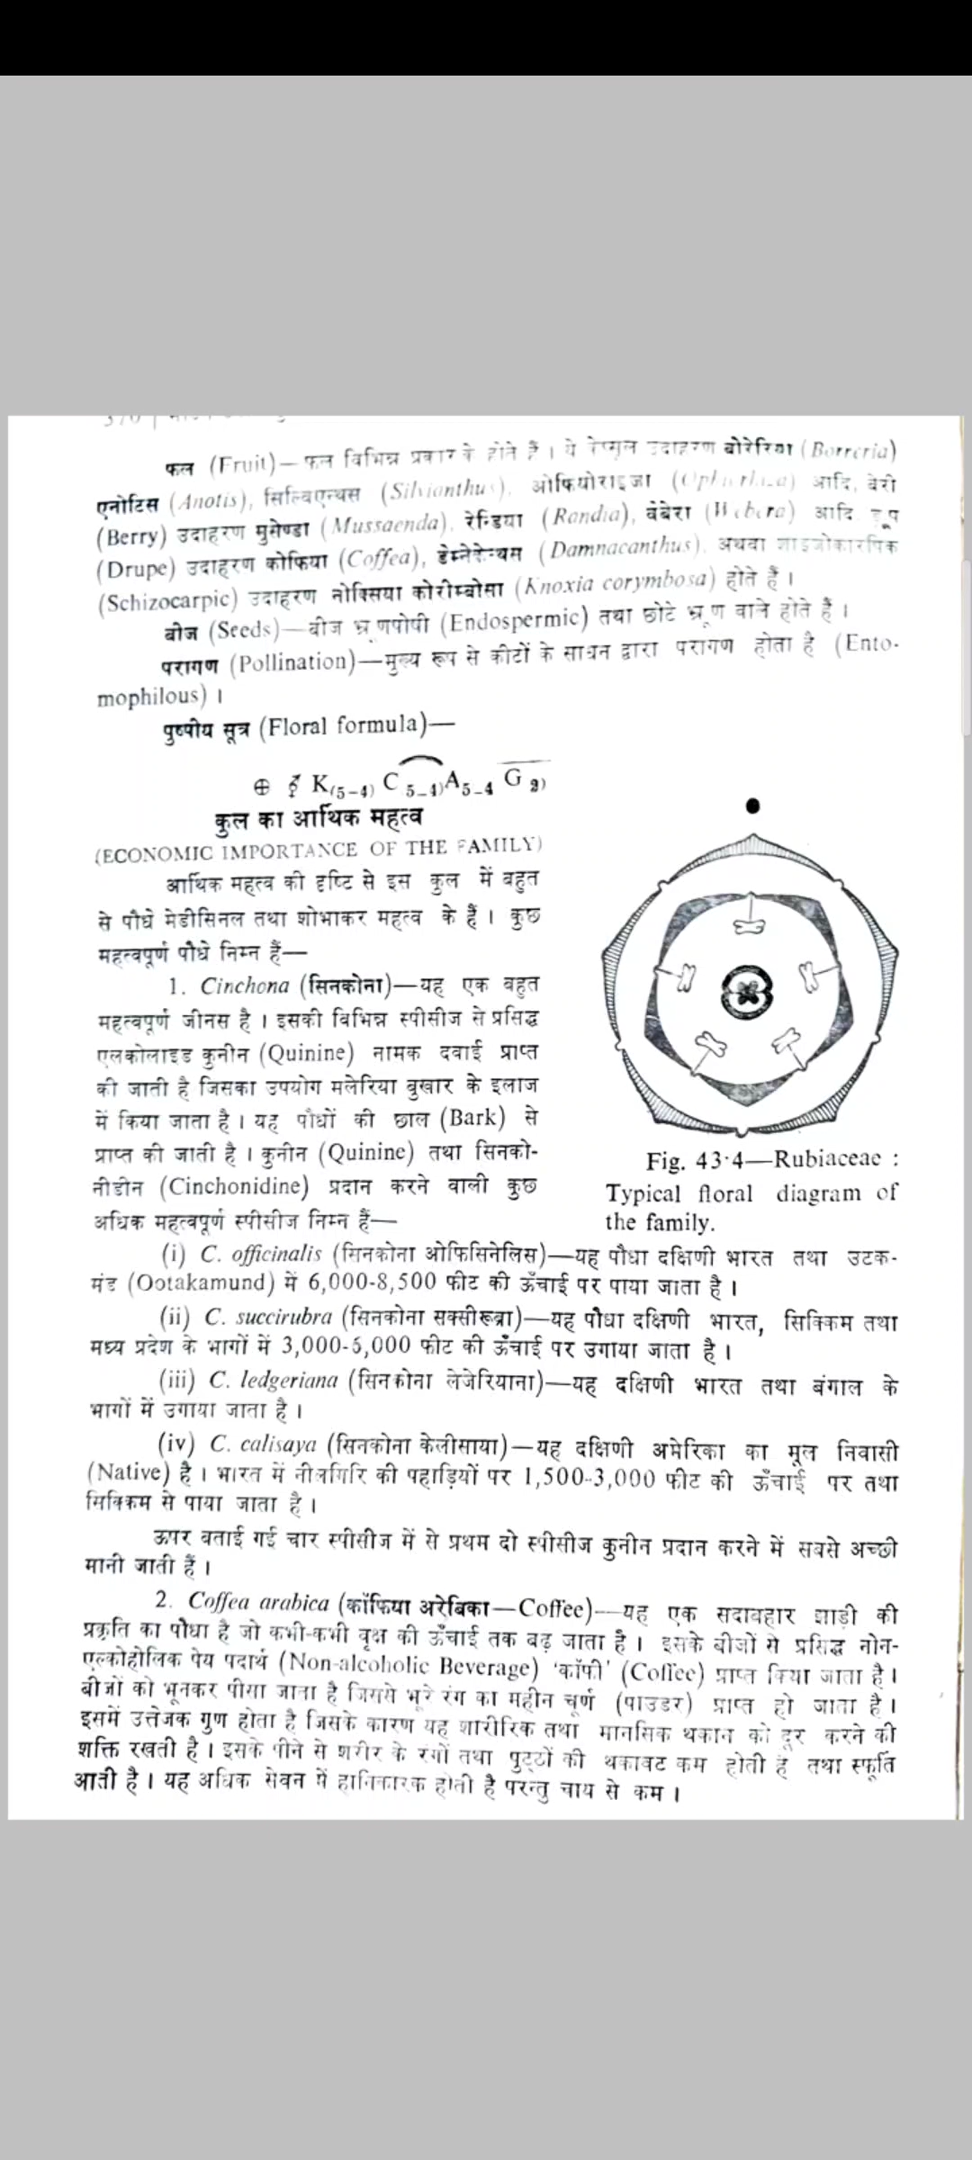 फल (Fruit)—फल विभिन्न प्रकार के होते हैं । ये केप्सूल उदाहरण बोरेरिया (Borreria)
एनोटिस (Anotis), सिल्विएन्थस (Silvianthus), ओफियोराइजा (Ophiorhiza) आदि, बेरी
(Berry) उदाहरण मुसेण्डा (Mussaenda), रेन्डिया (Randia), वेबेरा (Webera) आदि ड्रूप
(Drupe) उदाहरण कोफिया (Coffea), डेम्नेकेन्थस (Damnacanthus), अथवा शाइजोकारपिक
(Schizocarpic) उदाहरण नोक्सिया कोरीम्बोसा (Knoxia corymbosa) होते हैं ।
बीज (Seeds)—बीज भ्रूणपोषी (Endospermic) तथा छोटे भ्रूण वाले होते हैं ।
परागण (Pollination)—मुख्य रूप से कीटों के साधन द्वारा परागण होता है (Ento-
mophilous) ।
पुष्पीय सूत्र (Floral formula)—
⊕ ⚥ K(5–4) C 5–4) A5–4 G 2)
कुल का आर्थिक महत्व
(ECONOMIC IMPORTANCE OF THE FAMILY)
आर्थिक महत्व की दृष्टि से इस कुल में बहुत
से पौधे मेडीसिनल तथा शोभाकर महत्व के हैं । कुछ
महत्वपूर्ण पौधे निम्न हैं—
1. Cinchona (सिनकोना)—यह एक बहुत
महत्वपूर्ण जीनस है । इसकी विभिन्न स्पीसीज से प्रसिद्ध
एलकोलाइड कुनीन (Quinine) नामक दवाई प्राप्त
की जाती है जिसका उपयोग मलेरिया बुखार के इलाज
में किया जाता है । यह पौधों की छाल (Bark) से
प्राप्त की जाती है । कुनीन (Quinine) तथा सिनको-
नीडीन (Cinchonidine) प्रदान करने वाली कुछ
अधिक महत्वपूर्ण स्पीसीज निम्न हैं—
Fig. 43·4—Rubiaceae :
Typical floral diagram of
the family.
(i) C. officinalis (सिनकोना ओफिसिनेलिस)—यह पौधा दक्षिणी भारत तथा उटक-
मंड (Ootakamund) में 6,000-8,500 फीट की ऊँचाई पर पाया जाता है ।
(ii) C. succirubra (सिनकोना सक्सीरूब्रा)—यह पौधा दक्षिणी भारत, सिक्किम तथा
मध्य प्रदेश के भागों में 3,000-5,000 फीट की ऊँचाई पर उगाया जाता है ।
(iii) C. ledgeriana (सिनकोना लेजेरियाना)—यह दक्षिणी भारत तथा बंगाल के
भागों में उगाया जाता है ।
(iv) C. calisaya (सिनकोना केलीसाया)—यह दक्षिणी अमेरिका का मूल निवासी
(Native) है । भारत में नीलगिरि की पहाड़ियों पर 1,500-3,000 फीट की ऊँचाई पर तथा
सिक्किम से पाया जाता है ।
ऊपर बताई गई चार स्पीसीज में से प्रथम दो स्पीसीज कुनीन प्रदान करने में सबसे अच्छी
मानी जाती हैं ।
2. Coffea arabica (कॉफिया अरेबिका—Coffee)—यह एक सदाबहार झाड़ी की
प्रकृति का पौधा है जो कभी-कभी वृक्ष की ऊँचाई तक बढ़ जाता है । इसके बीजों से प्रसिद्ध नोन-
एल्कोहोलिक पेय पदार्थ (Non-alcoholic Beverage) ‘कॉफी’ (Coffee) प्राप्त किया जाता है ।
बीजों को भूनकर पीसा जाता है जिससे भूरे रंग का महीन चूर्ण (पाउडर) प्राप्त हो जाता है ।
इसमें उत्तेजक गुण होता है जिसके कारण यह शारीरिक तथा मानसिक थकान को दूर करने की
शक्ति रखती है । इसके पीने से शरीर के रगों तथा पुट्ठों की थकावट कम होती है तथा स्फूर्ति
आती है । यह अधिक सेवन में हानिकारक होती है परन्तु चाय से कम ।